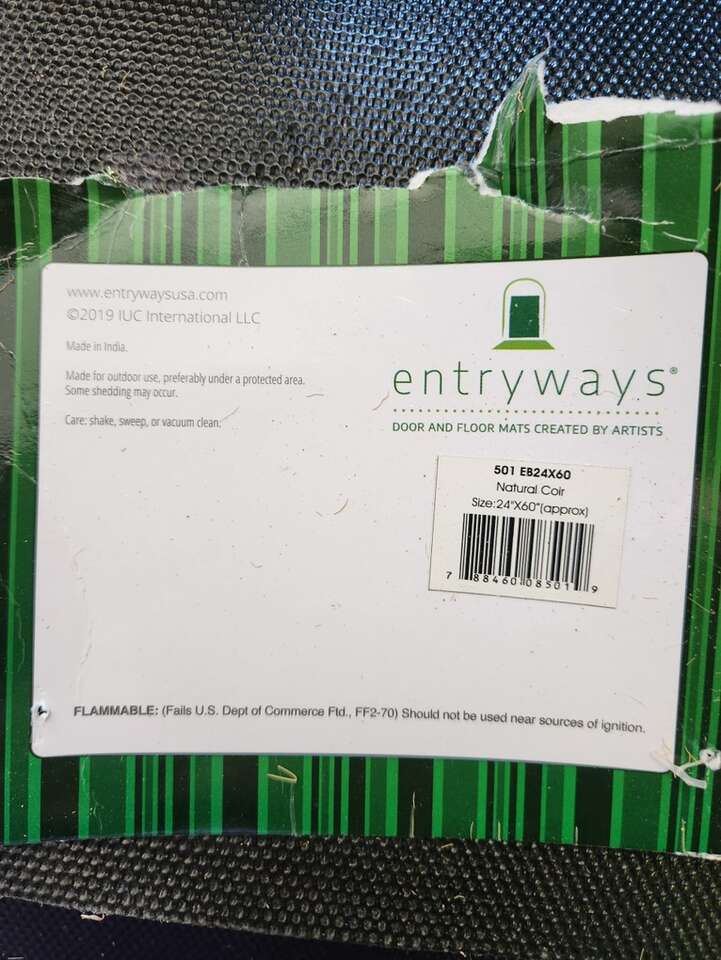 www.entrywaysusa.com
©2019 IUC International LLC
Made in India.
Made for outdoor use, preferably under a protected area.
Some shedding may occur.
Care: shake, sweep, or vacuum clean.
entryways®
DOOR AND FLOOR MATS CREATED BY ARTISTS
501 EB24X60
Natural Coir
Size:24"X60"(approx)
7 88460 08501 9
FLAMMABLE: (Fails U.S. Dept of Commerce Ftd., FF2-70) Should not be used near sources of ignition.